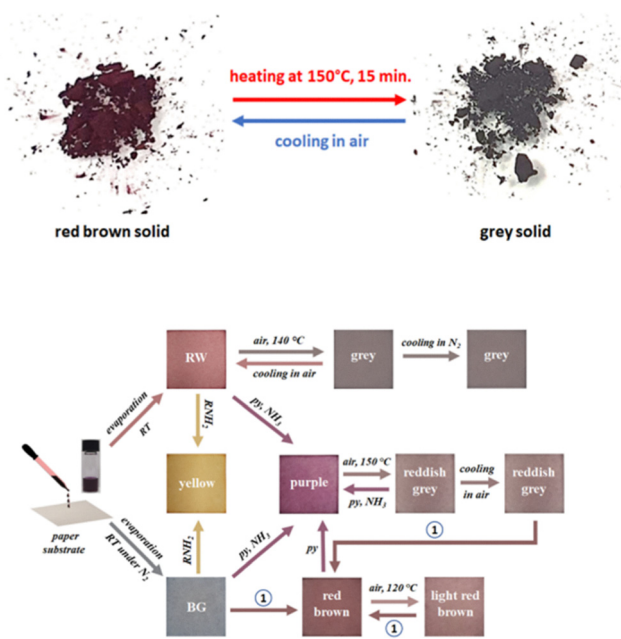 heating at 150°C, 15 min.
cooling in air
red brown solid
grey solid
RW
air, 140 °C
cooling in air
grey
cooling in N₂
grey
evaporation
RT
RNH₂
py, NH₃
yellow
purple
air, 150 °C
py, NH₃
reddish
grey
cooling
in air
reddish
grey
paper
substrate
evaporation
RT under N₂
RNH₂
py, NH₃
py
1
BG
1
red
brown
air, 120°C
1
light red
brown